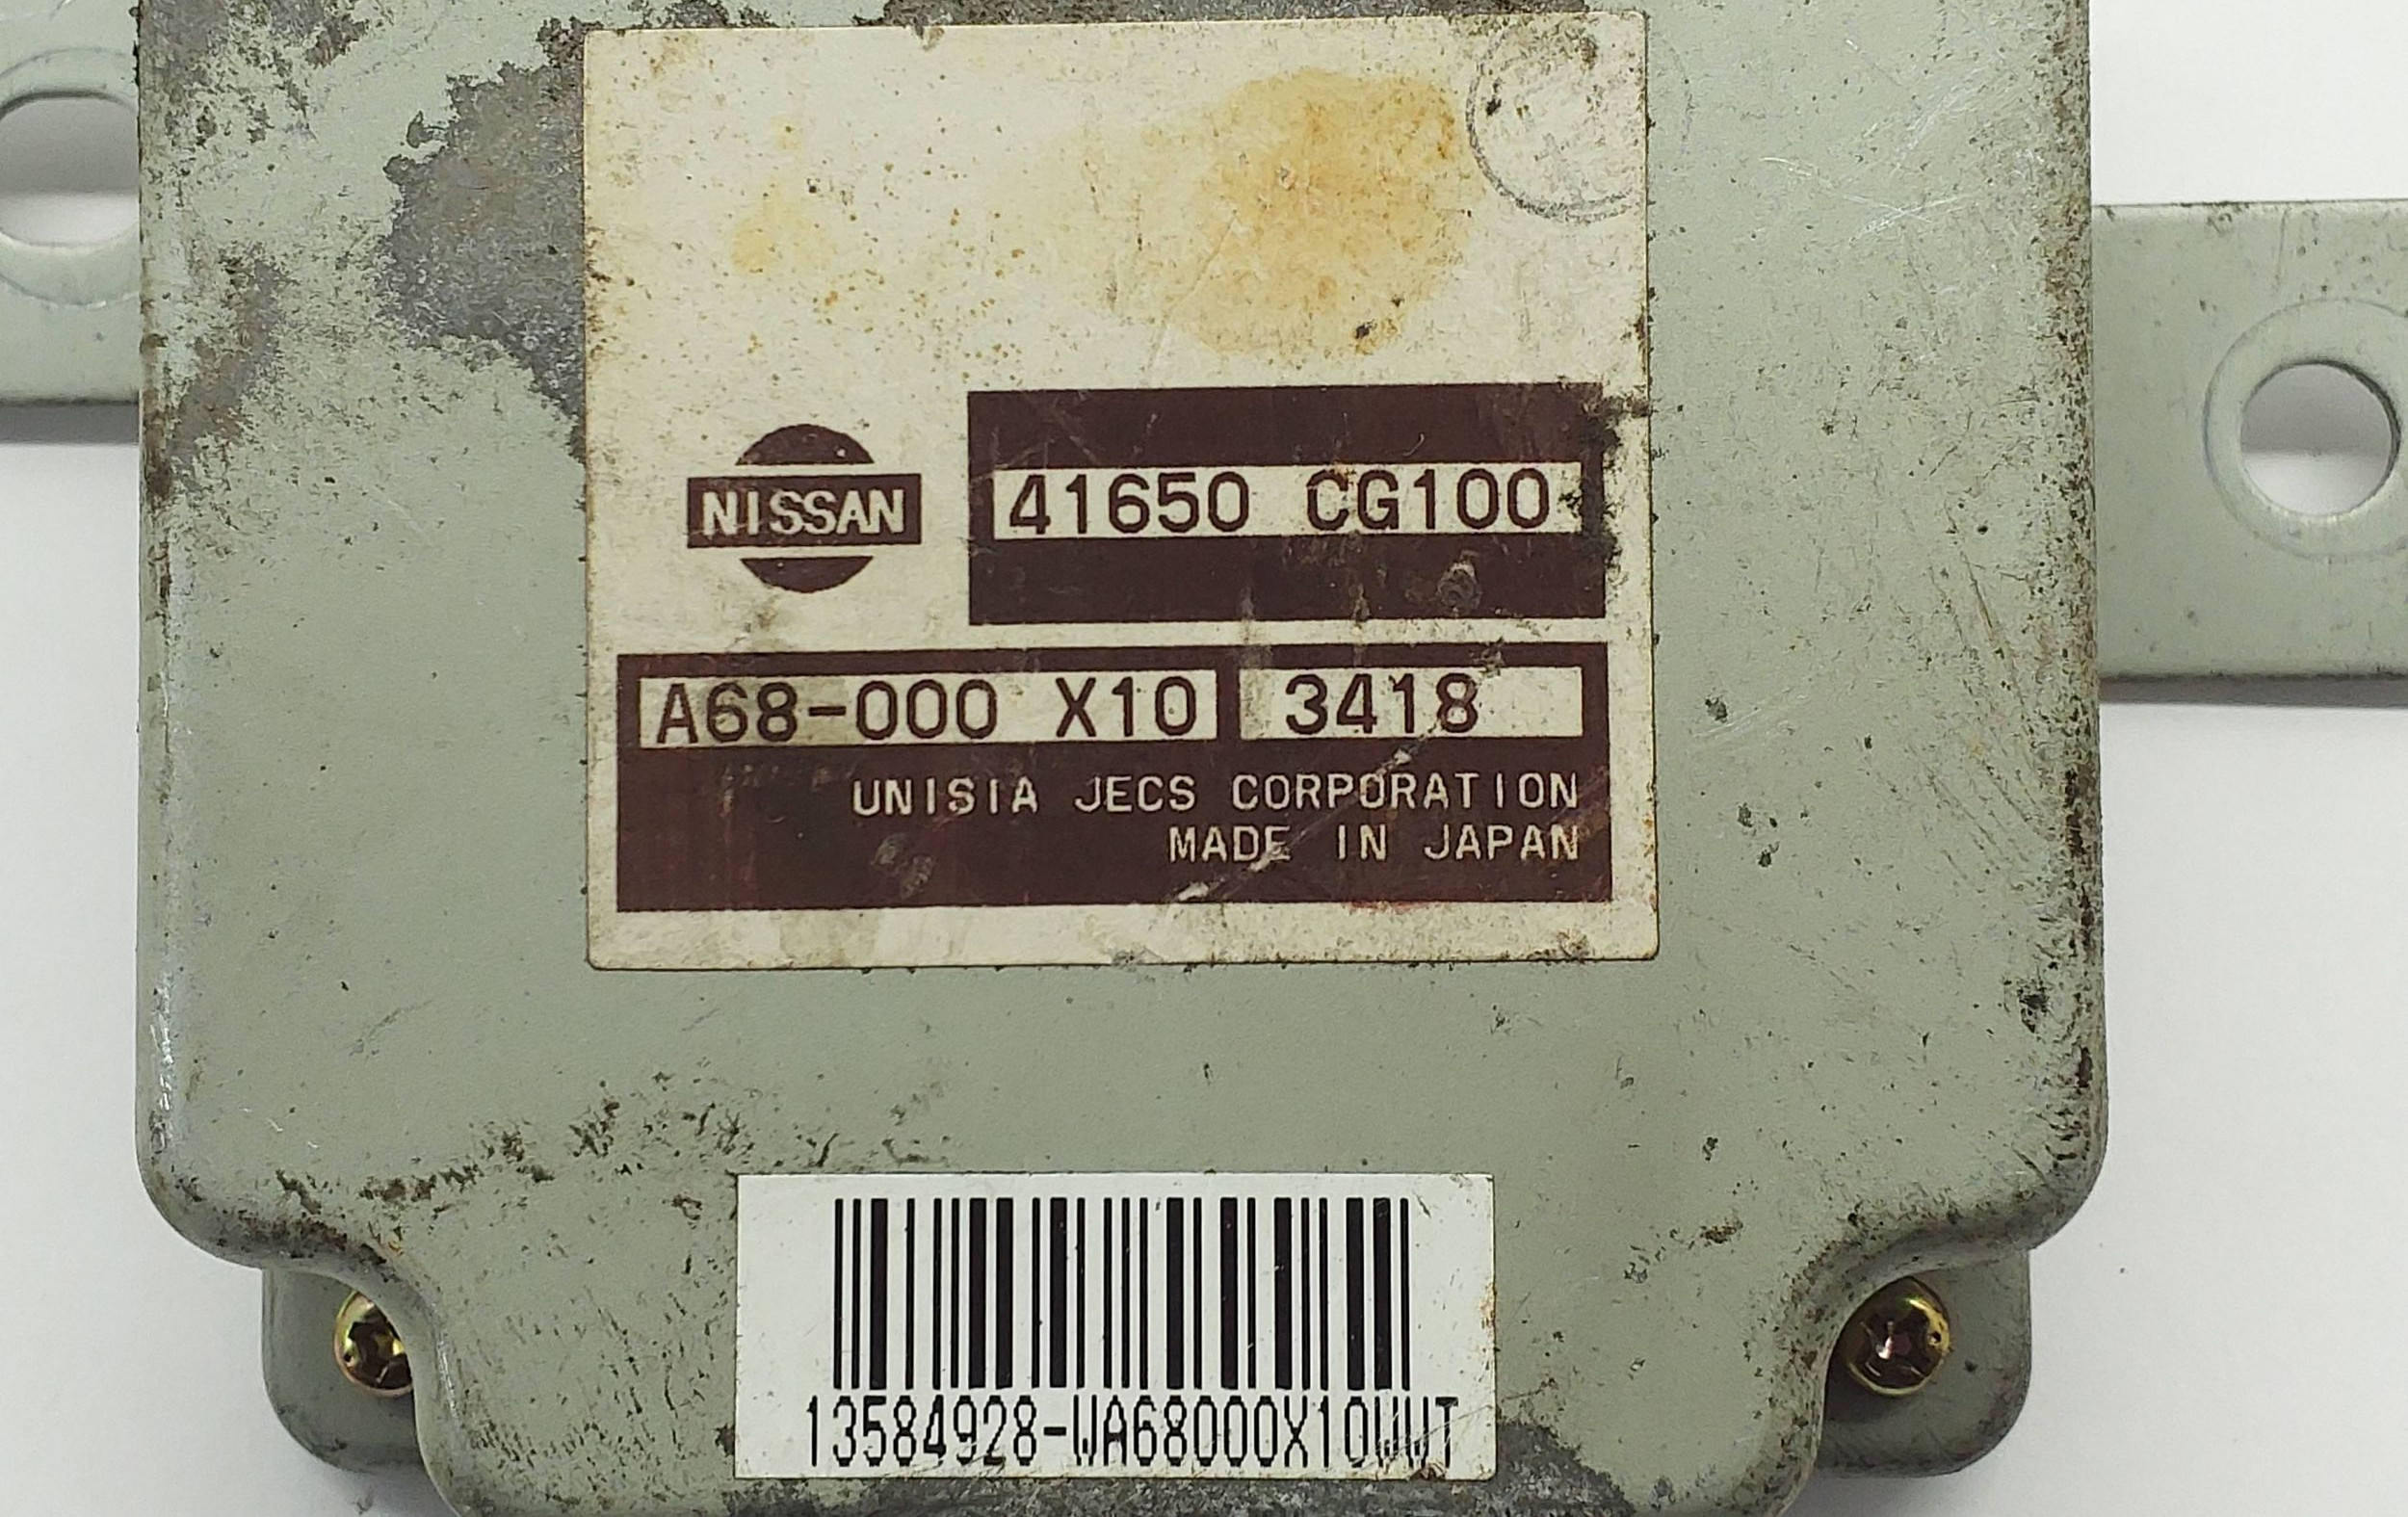 NISSAN
41650 CG100
A68-000 X10 3418
UNISIA JECS CORPORATION
MADE IN JAPAN
13584928-WA68000X10WWT